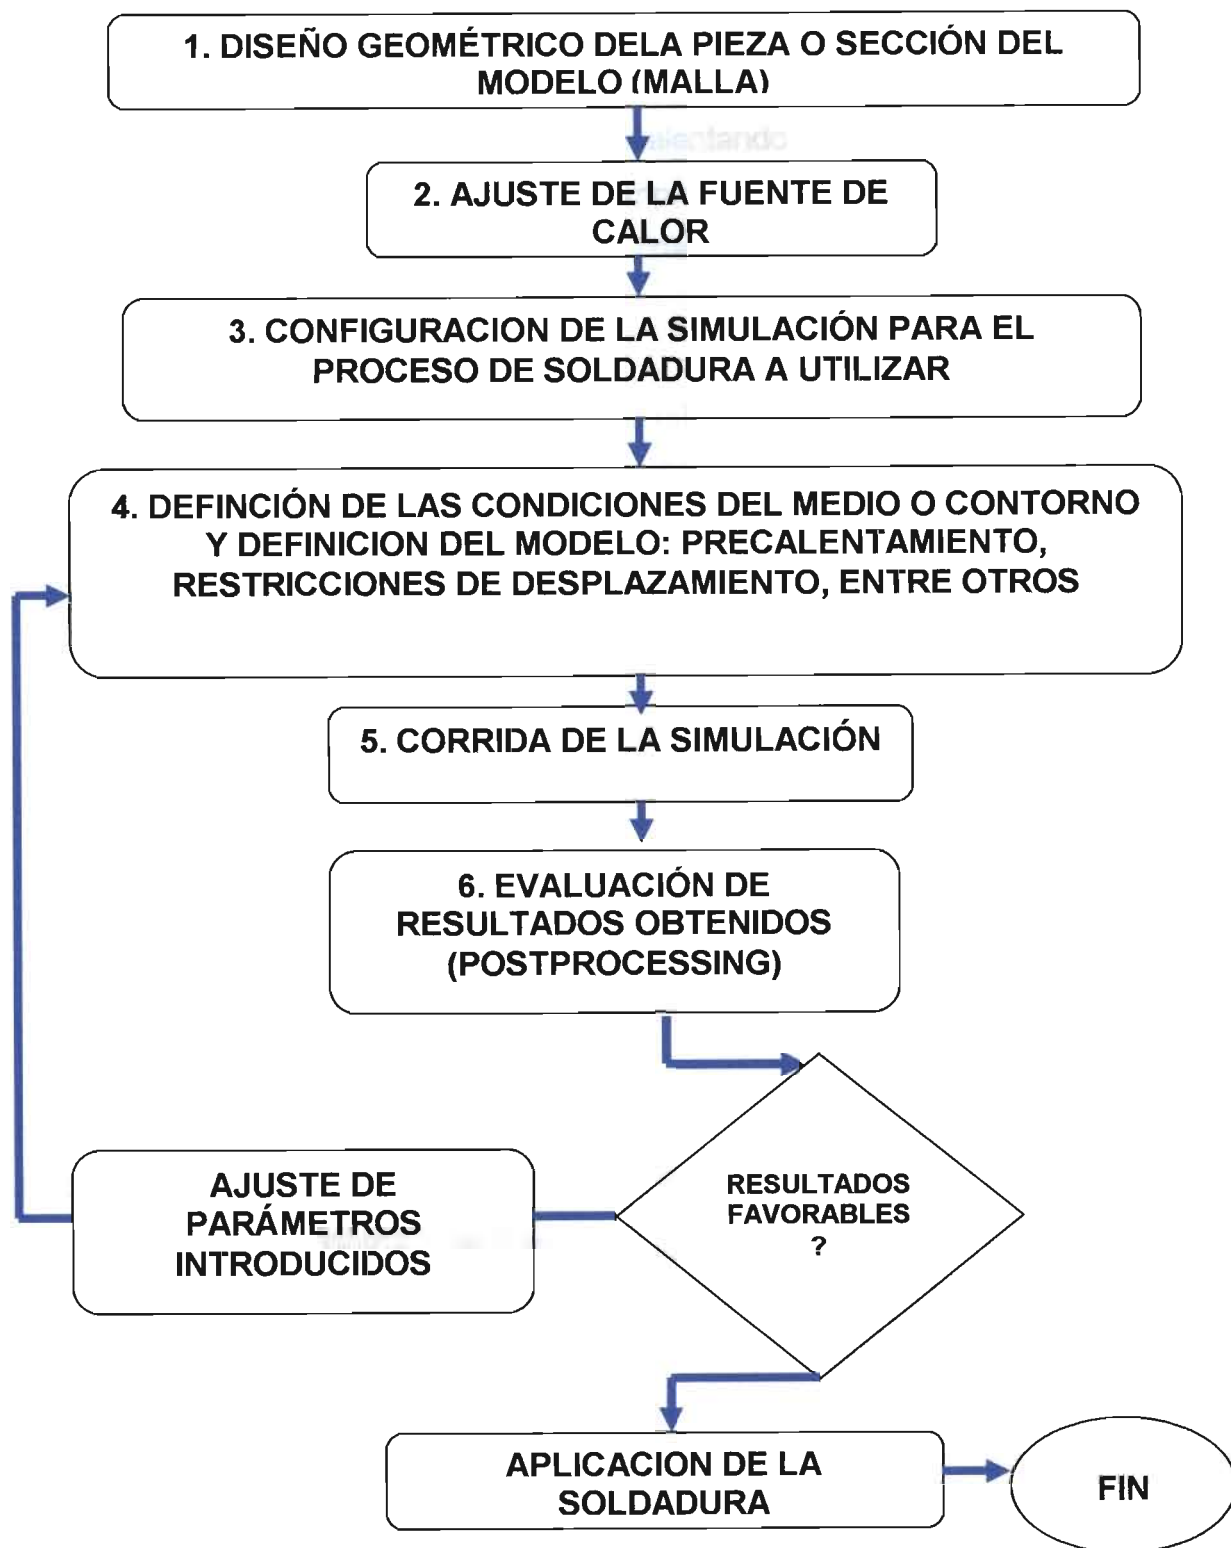 1. DISEÑO GEOMÉTRICO DELA PIEZA O SECCIÓN DEL
MODELO (MALLA)
2. AJUSTE DE LA FUENTE DE
CALOR
3. CONFIGURACION DE LA SIMULACIÓN PARA EL
PROCESO DE SOLDADURA A UTILIZAR
4. DEFINCIÓN DE LAS CONDICIONES DEL MEDIO O CONTORNO
Y DEFINICION DEL MODELO: PRECALENTAMIENTO,
RESTRICCIONES DE DESPLAZAMIENTO, ENTRE OTROS
5. CORRIDA DE LA SIMULACIÓN
6. EVALUACIÓN DE
RESULTADOS OBTENIDOS
(POSTPROCESSING)
RESULTADOS
FAVORABLES
?
AJUSTE DE
PARÁMETROS
INTRODUCIDOS
APLICACION DE LA
SOLDADURA
FIN